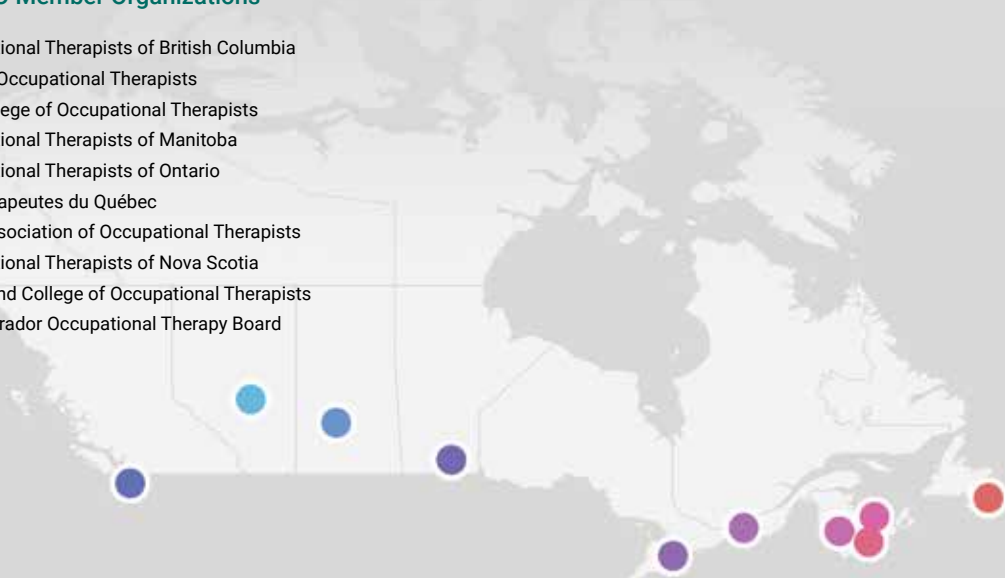 Member Organizations
ional Therapists of British Columbia
Occupational Therapists
ege of Occupational Therapists
ional Therapists of Manitoba
ional Therapists of Ontario
apeutes du Québec
sociation of Occupational Therapists
ional Therapists of Nova Scotia
nd College of Occupational Therapists
rador Occupational Therapy Board